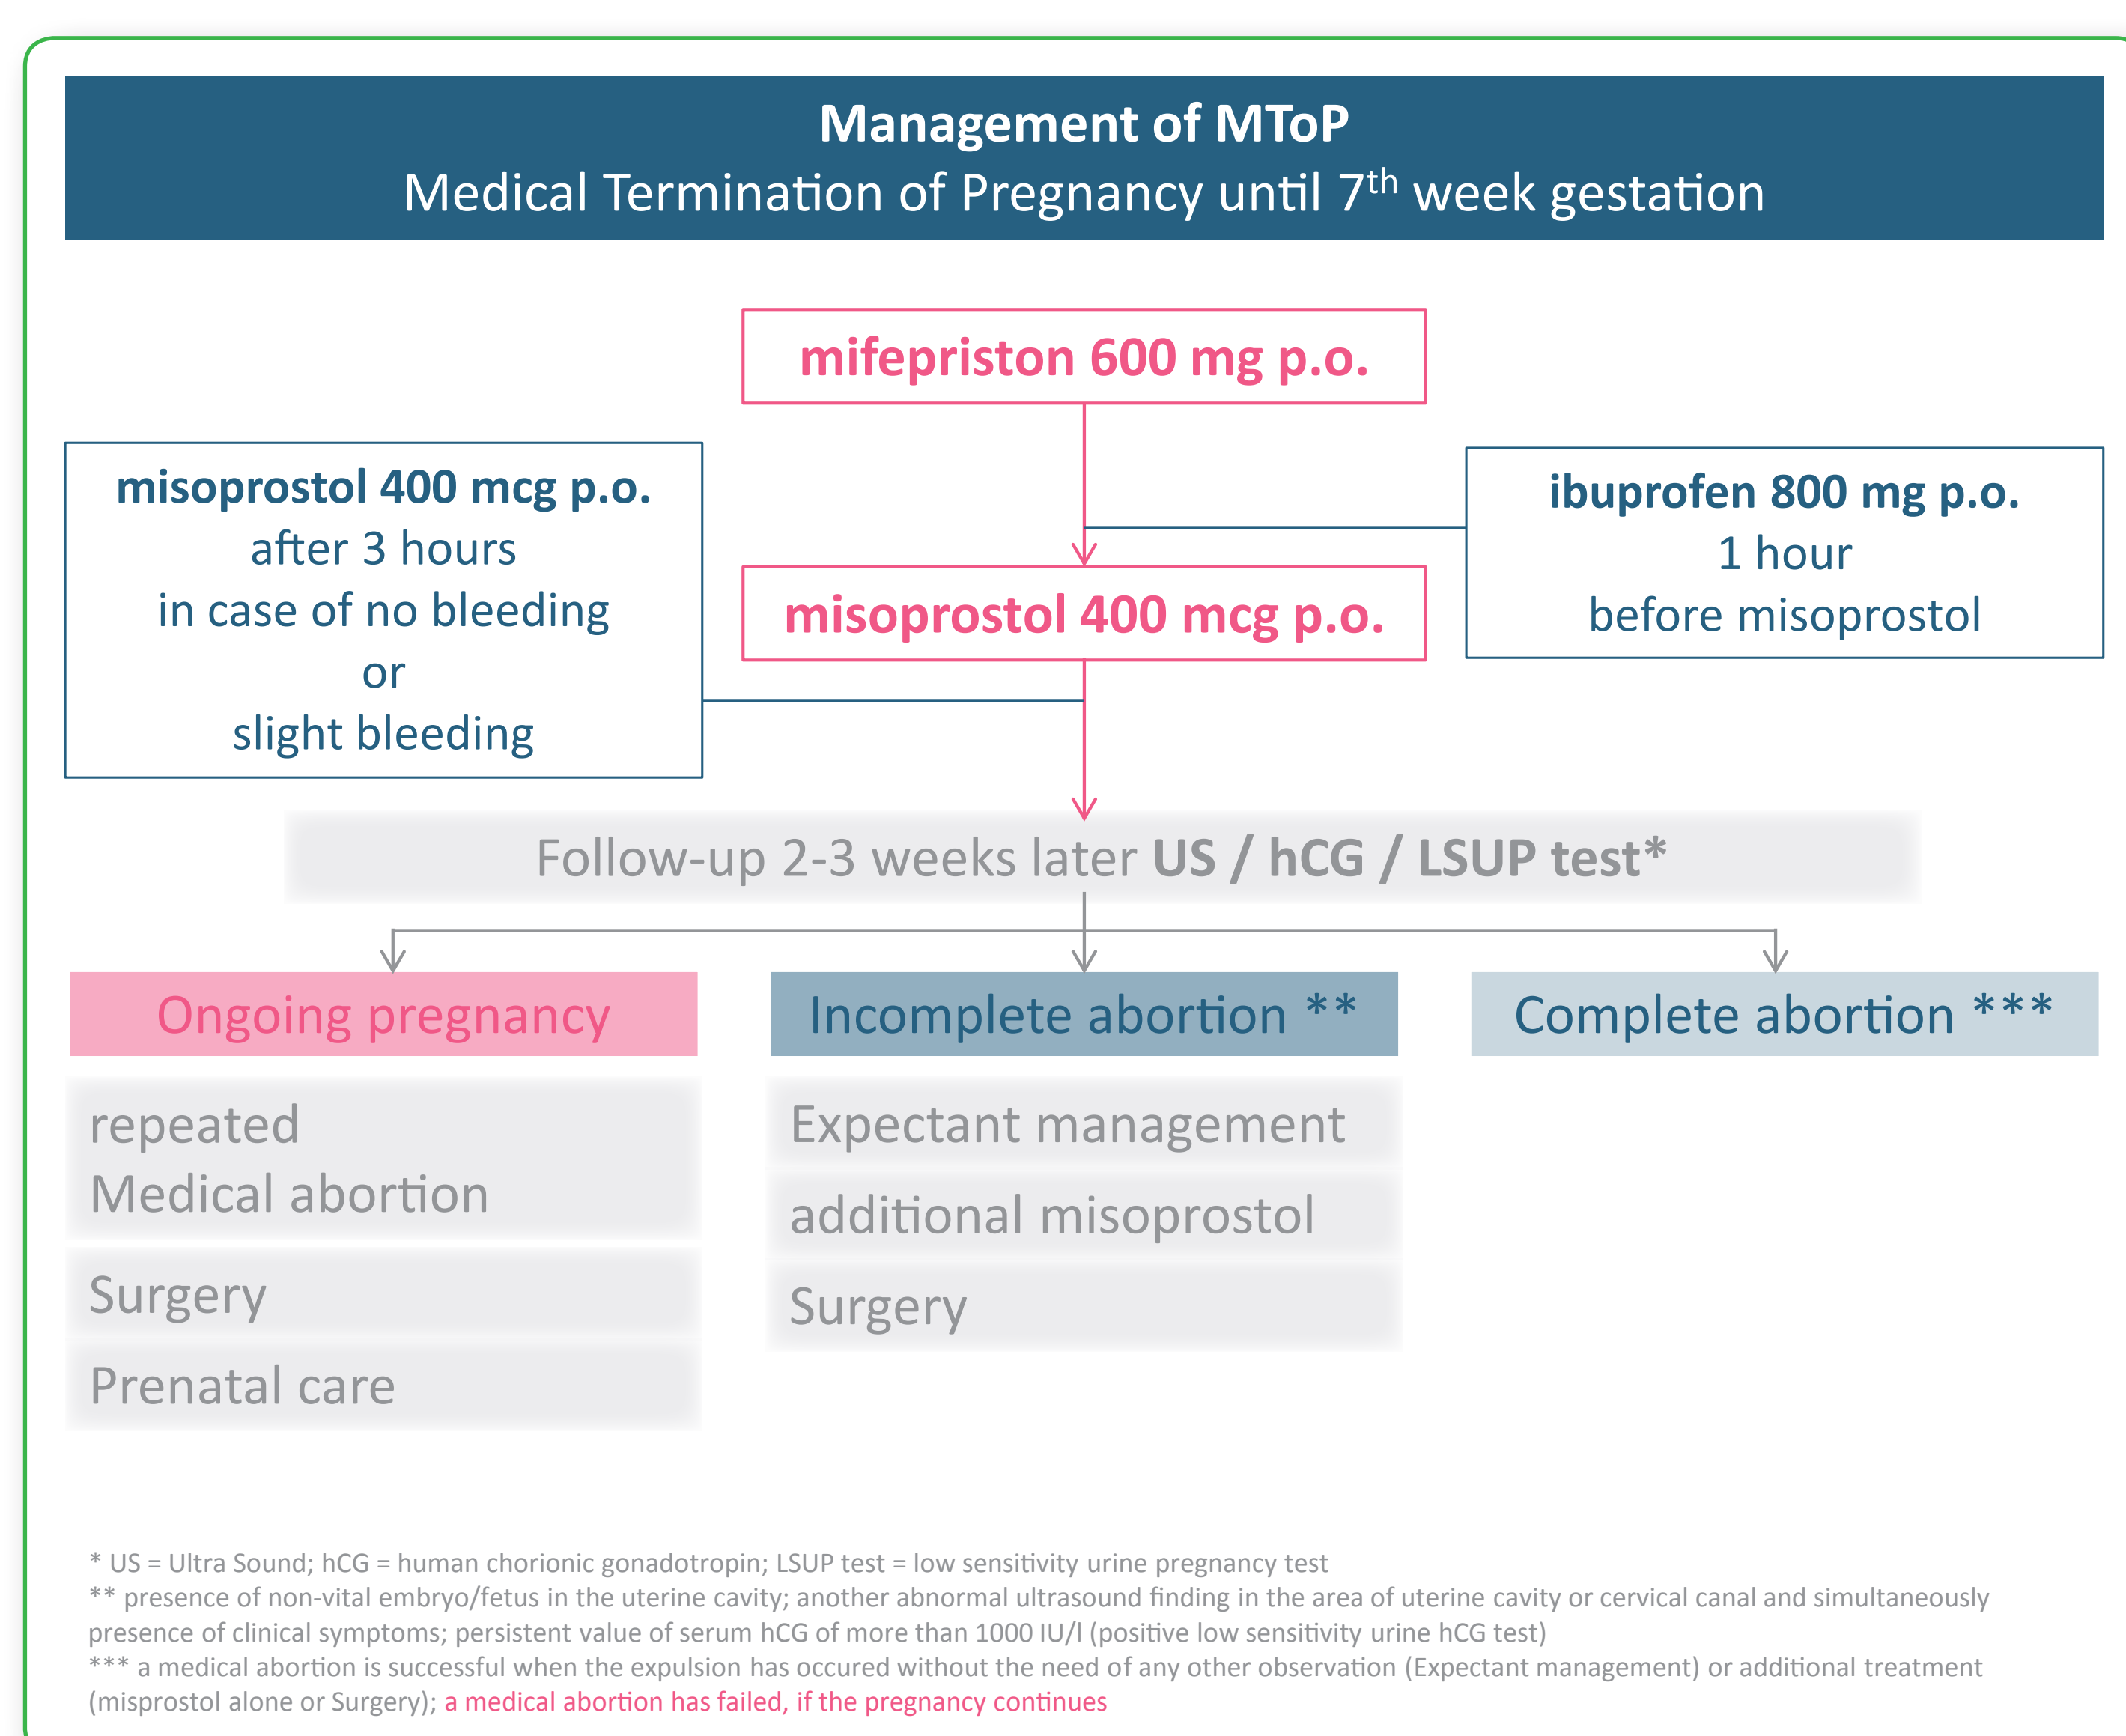 Management of MToP
Medical Termination of Pregnancy until 7th week gestation
mifepriston 600 mg p.o.
misoprostol 400 mcg p.o.
after 3 hours
in case of no bleeding
or
slight bleeding
ibuprofen 800 mg p.o.
1 hour
before misoprostol
misoprostol 400 mcg p.o.
Follow-up 2-3 weeks later US / hCG / LSUP test*
Ongoing pregnancy
repeated
Medical abortion
Surgery
Prenatal care
Incomplete abortion **
Expectant management
additional misoprostol
Surgery
Complete abortion ***
* US = Ultra Sound; hCG = human chorionic gonadotropin; LSUP test = low sensitivity urine pregnancy test
** presence of non-vital embryo/fetus in the uterine cavity; another abnormal ultrasound finding in the area of uterine cavity or cervical canal and simultaneously
presence of clinical symptoms; persistent value of serum hCG of more than 1000 IU/l (positive low sensitivity urine hCG test)
*** a medical abortion is successful when the expulsion has occured without the need of any other observation (Expectant management) or additional treatment
(misprostol alone or Surgery); a medical abortion has failed, if the pregnancy continues